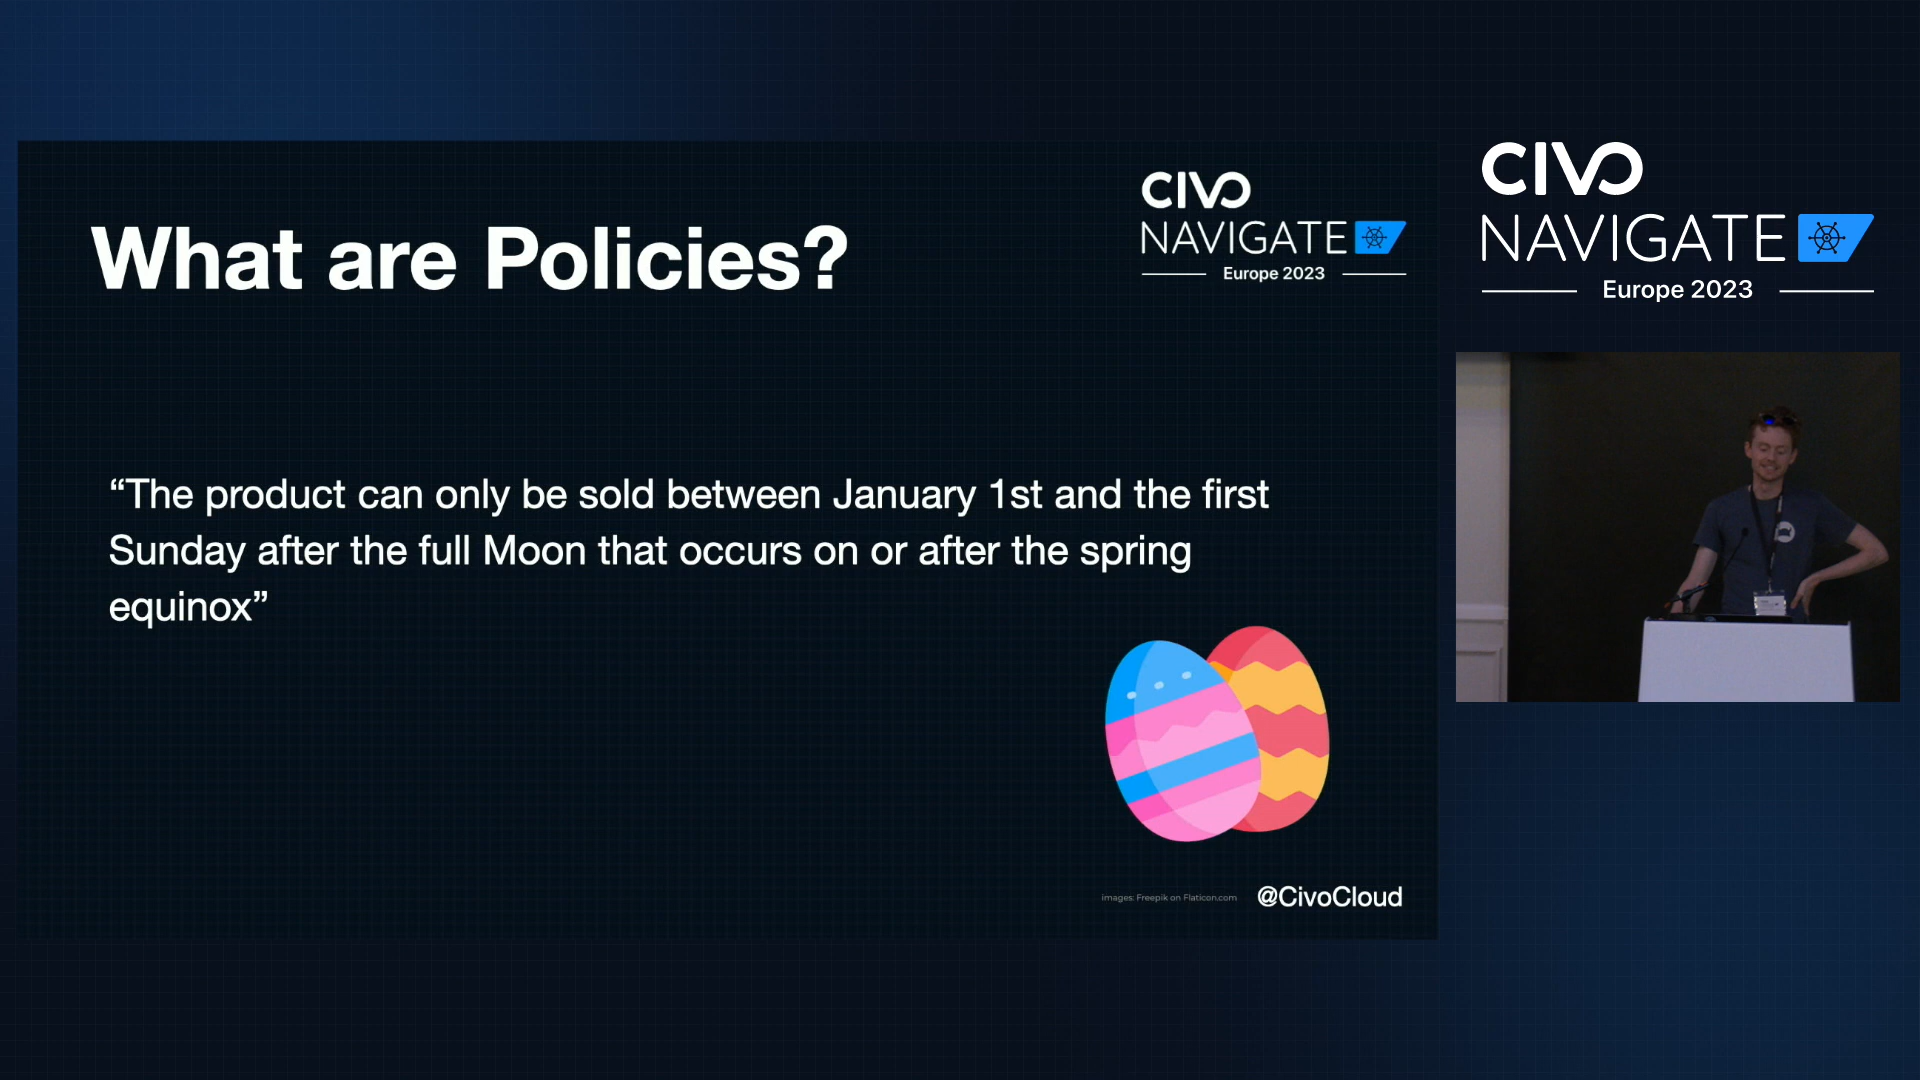 What are Policies?
CIVO
NAVIGATE
Europe 2023
“The product can only be sold between January 1st and the first
Sunday after the full Moon that occurs on or after the spring
equinox”
images: Freepik on Flaticon.com
@CivoCloud
CIVO
NAVIGATE
Europe 2023